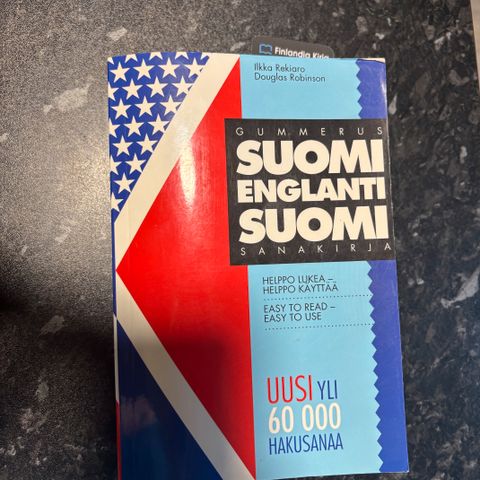 Finlandia Kirja
Ilkka Rekiaro
Douglas Robinson
GUMMERUS
SUOMI
ENGLANTI
SUOMI
SANAKIRJA
HELPPO LUKEA –
HELPPO KÄYTTÄÄ
EASY TO READ –
EASY TO USE
UUSI YLI
60 000
HAKUSANAA